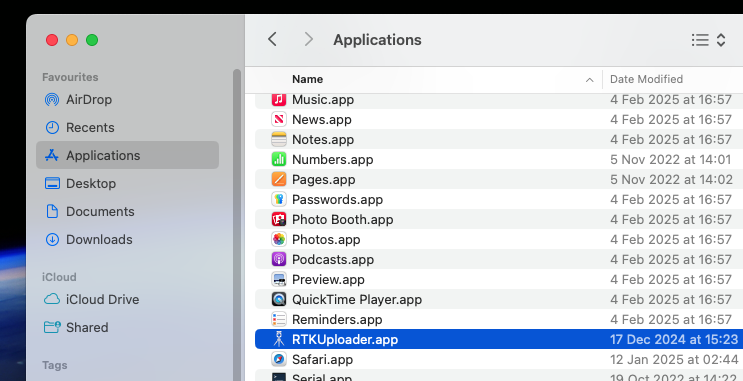 Applications
Name
Date Modified
Favourites
AirDrop
Recents
Applications
Desktop
Documents
Downloads
iCloud
iCloud Drive
Shared
Tags
Music.app 4 Feb 2025 at 16:57
News.app 4 Feb 2025 at 16:57
Notes.app 4 Feb 2025 at 16:57
Numbers.app 5 Nov 2022 at 14:01
Pages.app 5 Nov 2022 at 14:02
Passwords.app 4 Feb 2025 at 16:57
Photo Booth.app 4 Feb 2025 at 16:57
Photos.app 4 Feb 2025 at 16:57
Podcasts.app 4 Feb 2025 at 16:57
Preview.app 4 Feb 2025 at 16:57
QuickTime Player.app 4 Feb 2025 at 16:57
Reminders.app 4 Feb 2025 at 16:57
RTKUploader.app 17 Dec 2024 at 15:23
Safari.app 12 Jan 2025 at 02:44
Serial.app 19 Oct 2022 at 14:22